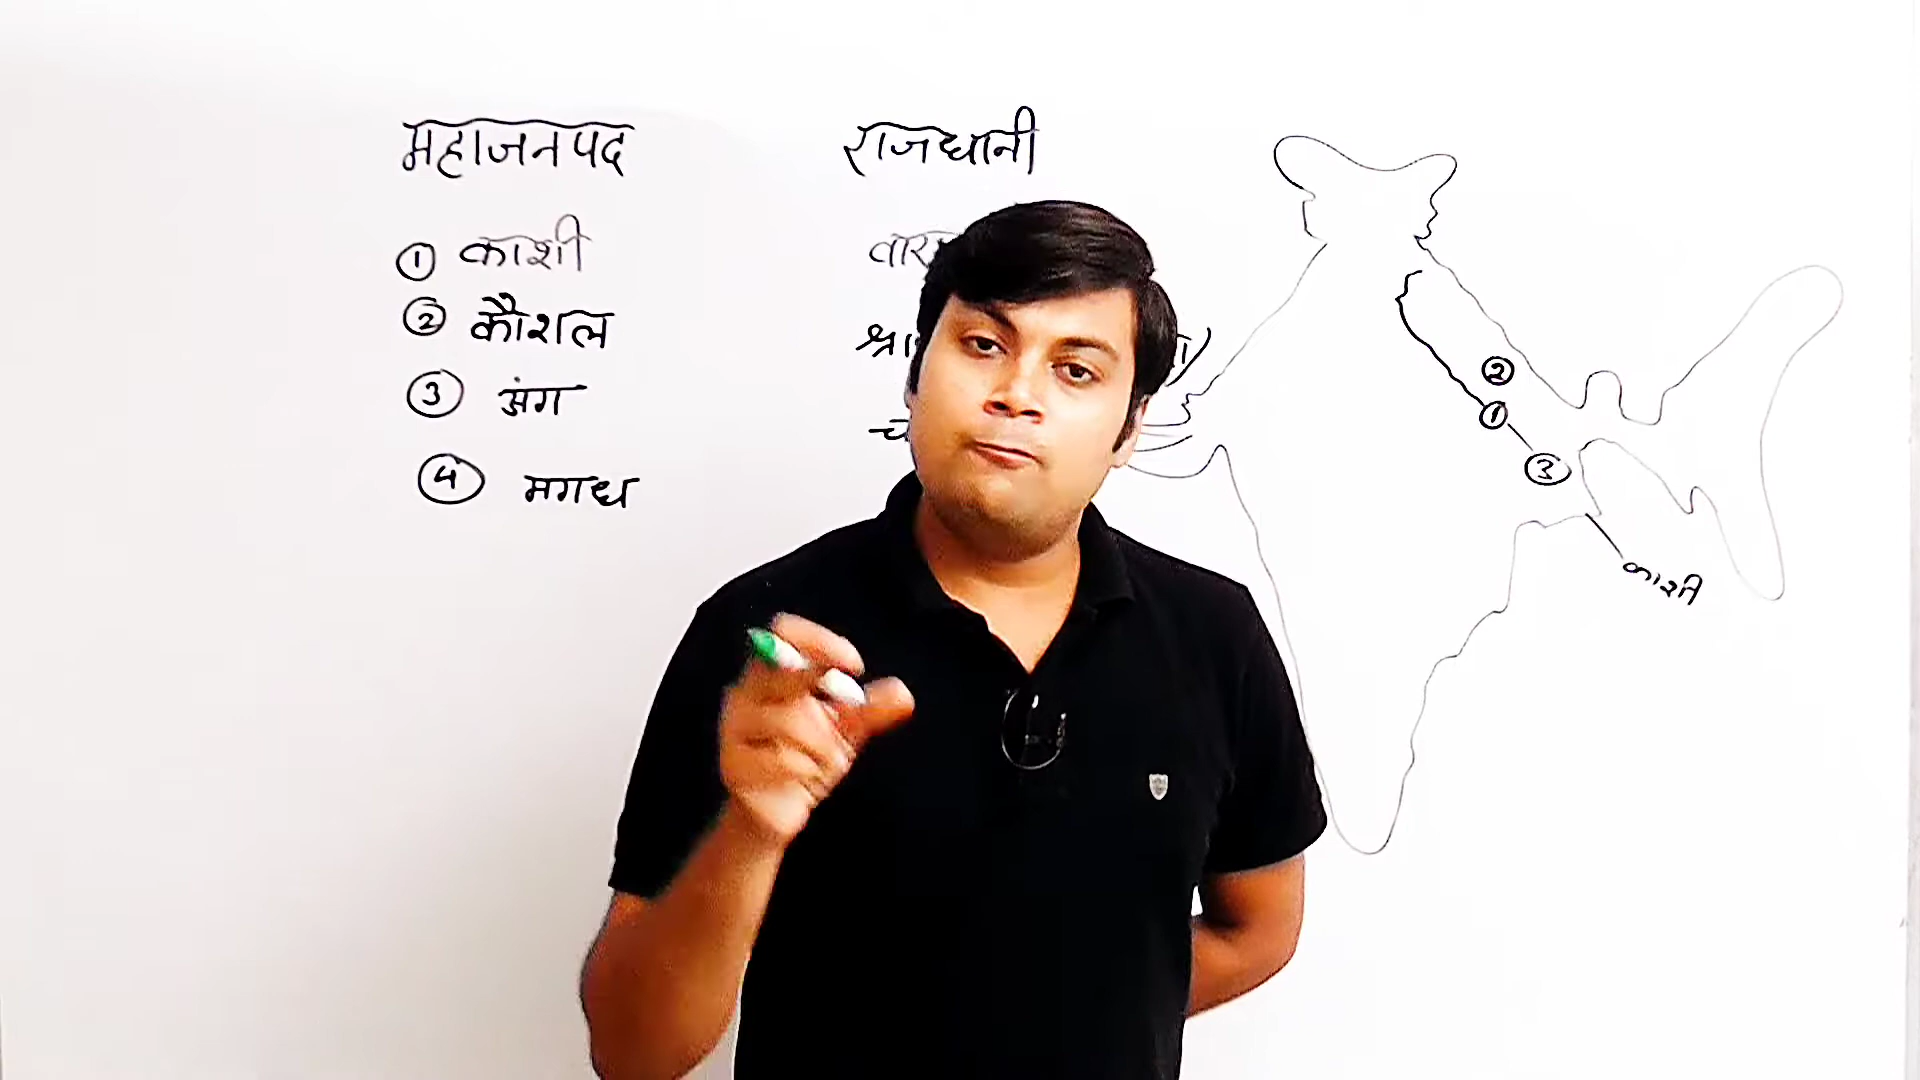 महाजनपद राजधानी
① काशी
② कौशल
③ अंग
④ मगध
②
①
③
काशी